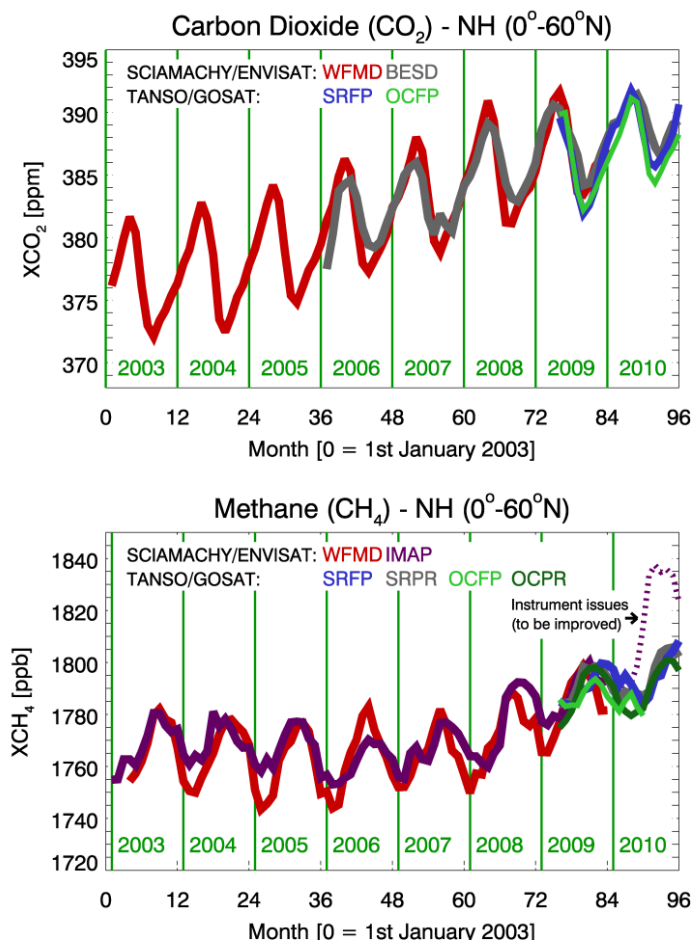 Carbon Dioxide (CO₂) - NH (0°-60°N)
395
390
385
380
375
370
XCO₂ [ppm]
SCIAMACHY/ENVISAT: WFMD BESD
TANSO/GOSAT: SRFP OCFP
2003 2004 2005 2006 2007 2008 2009 2010
0 12 24 36 48 60 72 84 96
Month [0 = 1st January 2003]
Methane (CH₄) - NH (0°-60°N)
1840
1820
1800
1780
1760
1740
1720
XCH₄ [ppb]
SCIAMACHY/ENVISAT: WFMD IMAP
TANSO/GOSAT: SRFP SRPR OCFP OCPR
Instrument issues
(to be improved)
2003 2004 2005 2006 2007 2008 2009 2010
0 12 24 36 48 60 72 84 96
Month [0 = 1st January 2003]